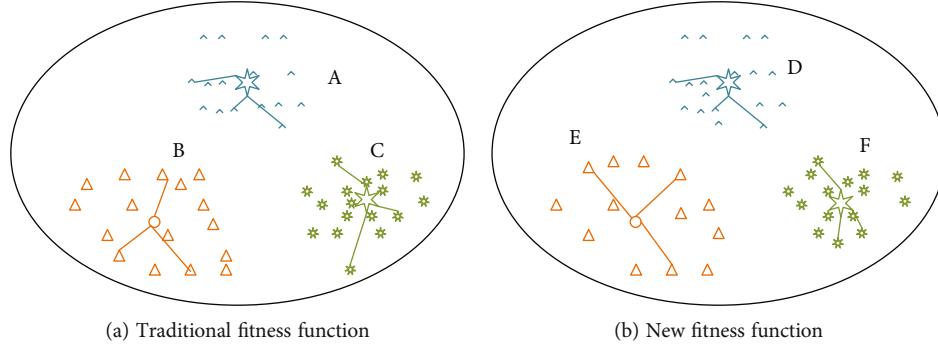 A
B
C
D
E
F
(a) Traditional fitness function
(b) New fitness function